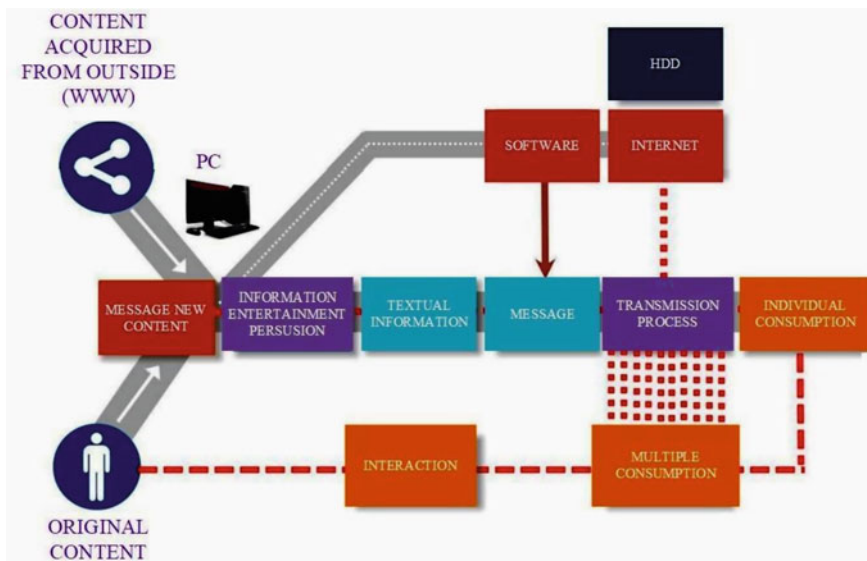 CONTENT
ACQUIRED
FROM OUTSIDE
(WWW)
HDD
PC
SOFTWARE
INTERNET
MESSAGE NEW
CONTENT
INFORMATION
ENTERTAINMENT
PERSUSION
TEXTUAL
INFORMATION
MESSAGE
TRANSMISSION
PROCESS
INDIVIDUAL
CONSUMPTION
INTERACTION
MULTIPLE
CONSUMPTION
ORIGINAL
CONTENT